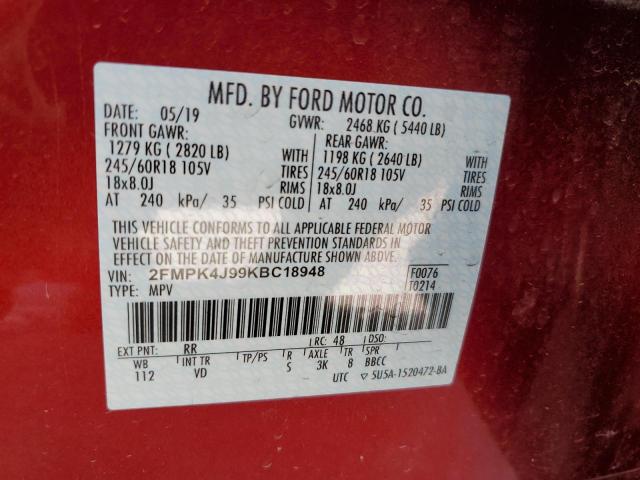 MFD. BY FORD MOTOR CO.
DATE: 05/19 GVWR: 2468 KG ( 5440 LB)
FRONT GAWR: REAR GAWR:
1279 KG ( 2820 LB) WITH 1198 KG ( 2640 LB) WITH
245/60R18 105V TIRES 245/60R18 105V TIRES
18x8.0J RIMS 18x8.0J RIMS
AT 240 kPa/ 35 PSI COLD AT 240 kPa/ 35 PSI COLD
THIS VEHICLE CONFORMS TO ALL APPLICABLE FEDERAL MOTOR
VEHICLE SAFETY AND THEFT PREVENTION STANDARDS IN
EFFECT ON THE DATE OF MANUFACTURE SHOWN ABOVE.
VIN: 2FMPK4J99KBC18948 F0076
TYPE: MPV T0214
EXT PNT: RR RC: 48 DSO:
WB INT TR TP/PS R AXLE TR SPR
112 VD S 3K 8 BBCC
UTC ▽ 5U5A-1520472-BA